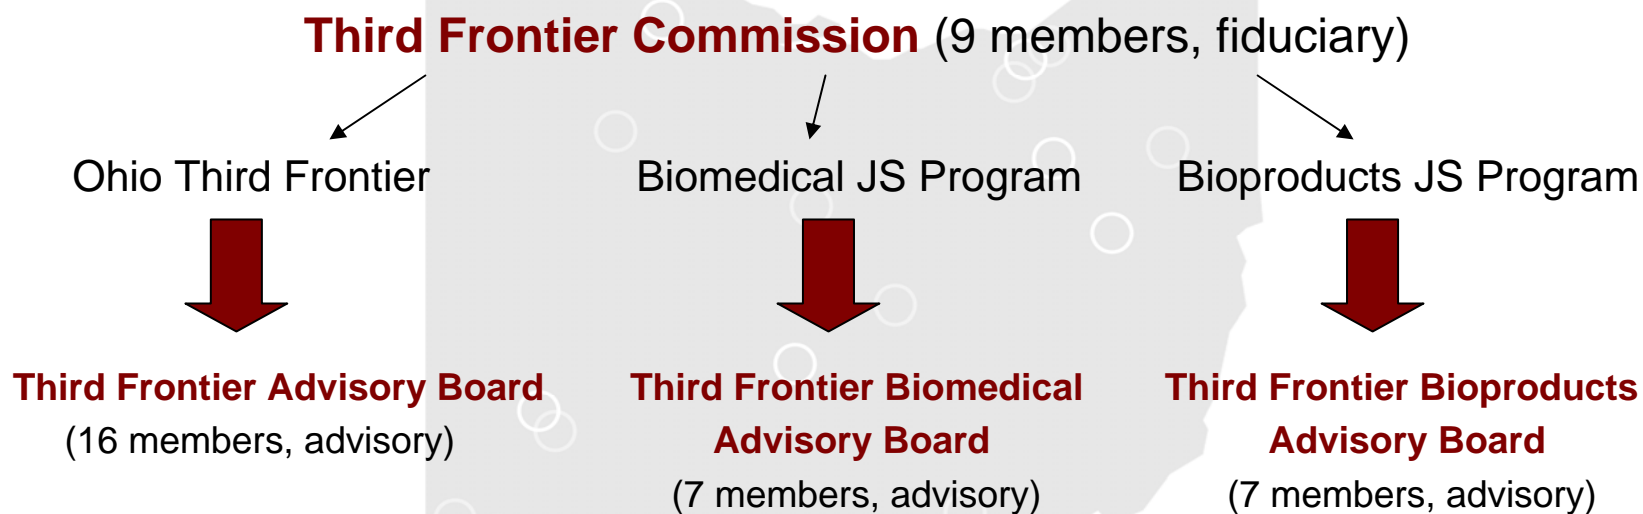 Third Frontier Commission (9 members, fiduciary)
Ohio Third Frontier
Biomedical JS Program
Bioproducts JS Program
Third Frontier Advisory Board
(16 members, advisory)
Third Frontier Biomedical
Advisory Board
(7 members, advisory)
Third Frontier Bioproducts
Advisory Board
(7 members, advisory)